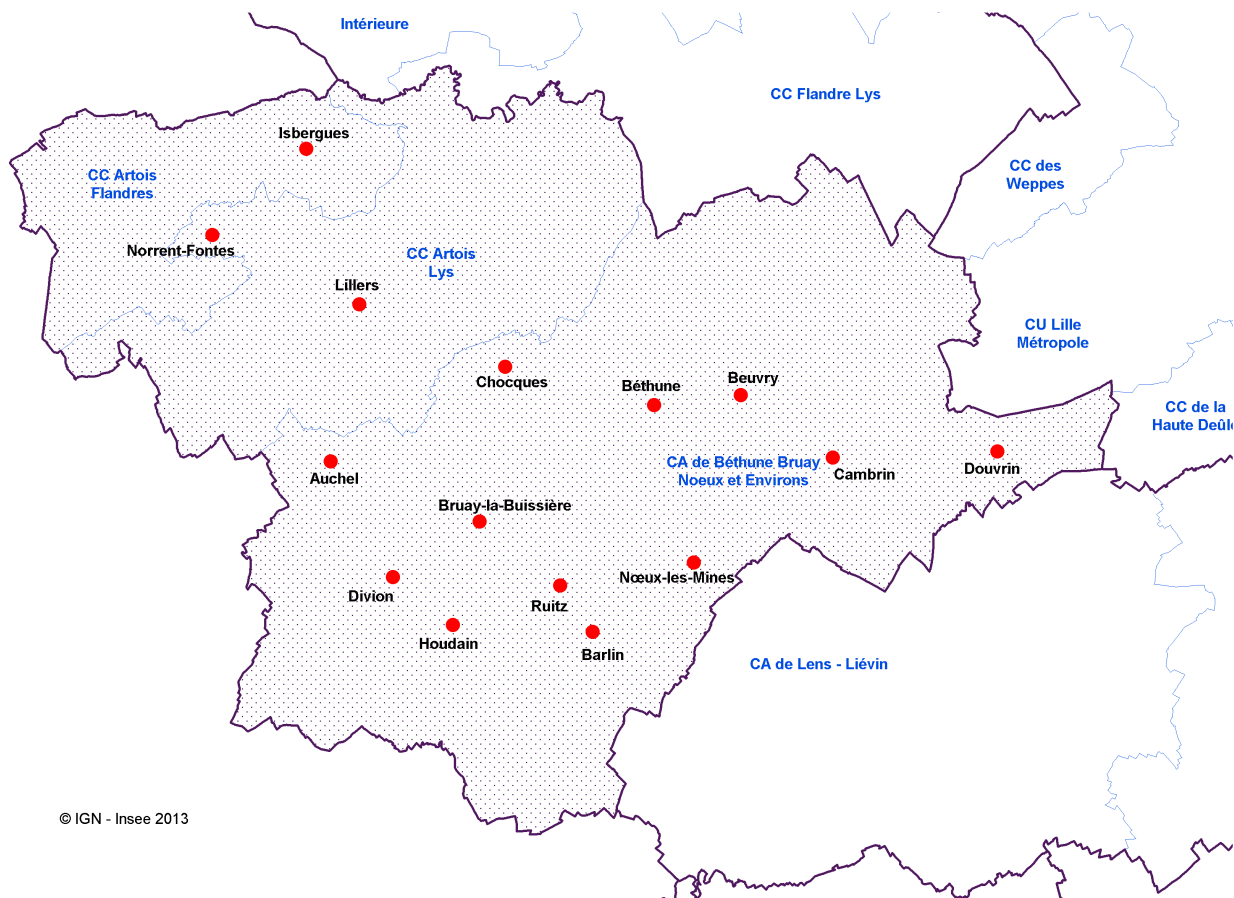 Intérieure
CC Flandre Lys
Isbergues
CC des
Weppes
CC Artois
Flandres
Norrent-Fontes
CC Artois
Lys
Lillers
CU Lille
Métropole
Chocques
Béthune
Beuvry
CC de la
Haute Deûle
CA de Béthune Bruay
Noeux et Environs
Cambrin
Douvrin
Auchel
Bruay-la-Buissière
Nœux-les-Mines
Divion
Ruitz
Houdain
Barlin
CA de Lens - Liévin
© IGN - Insee 2013